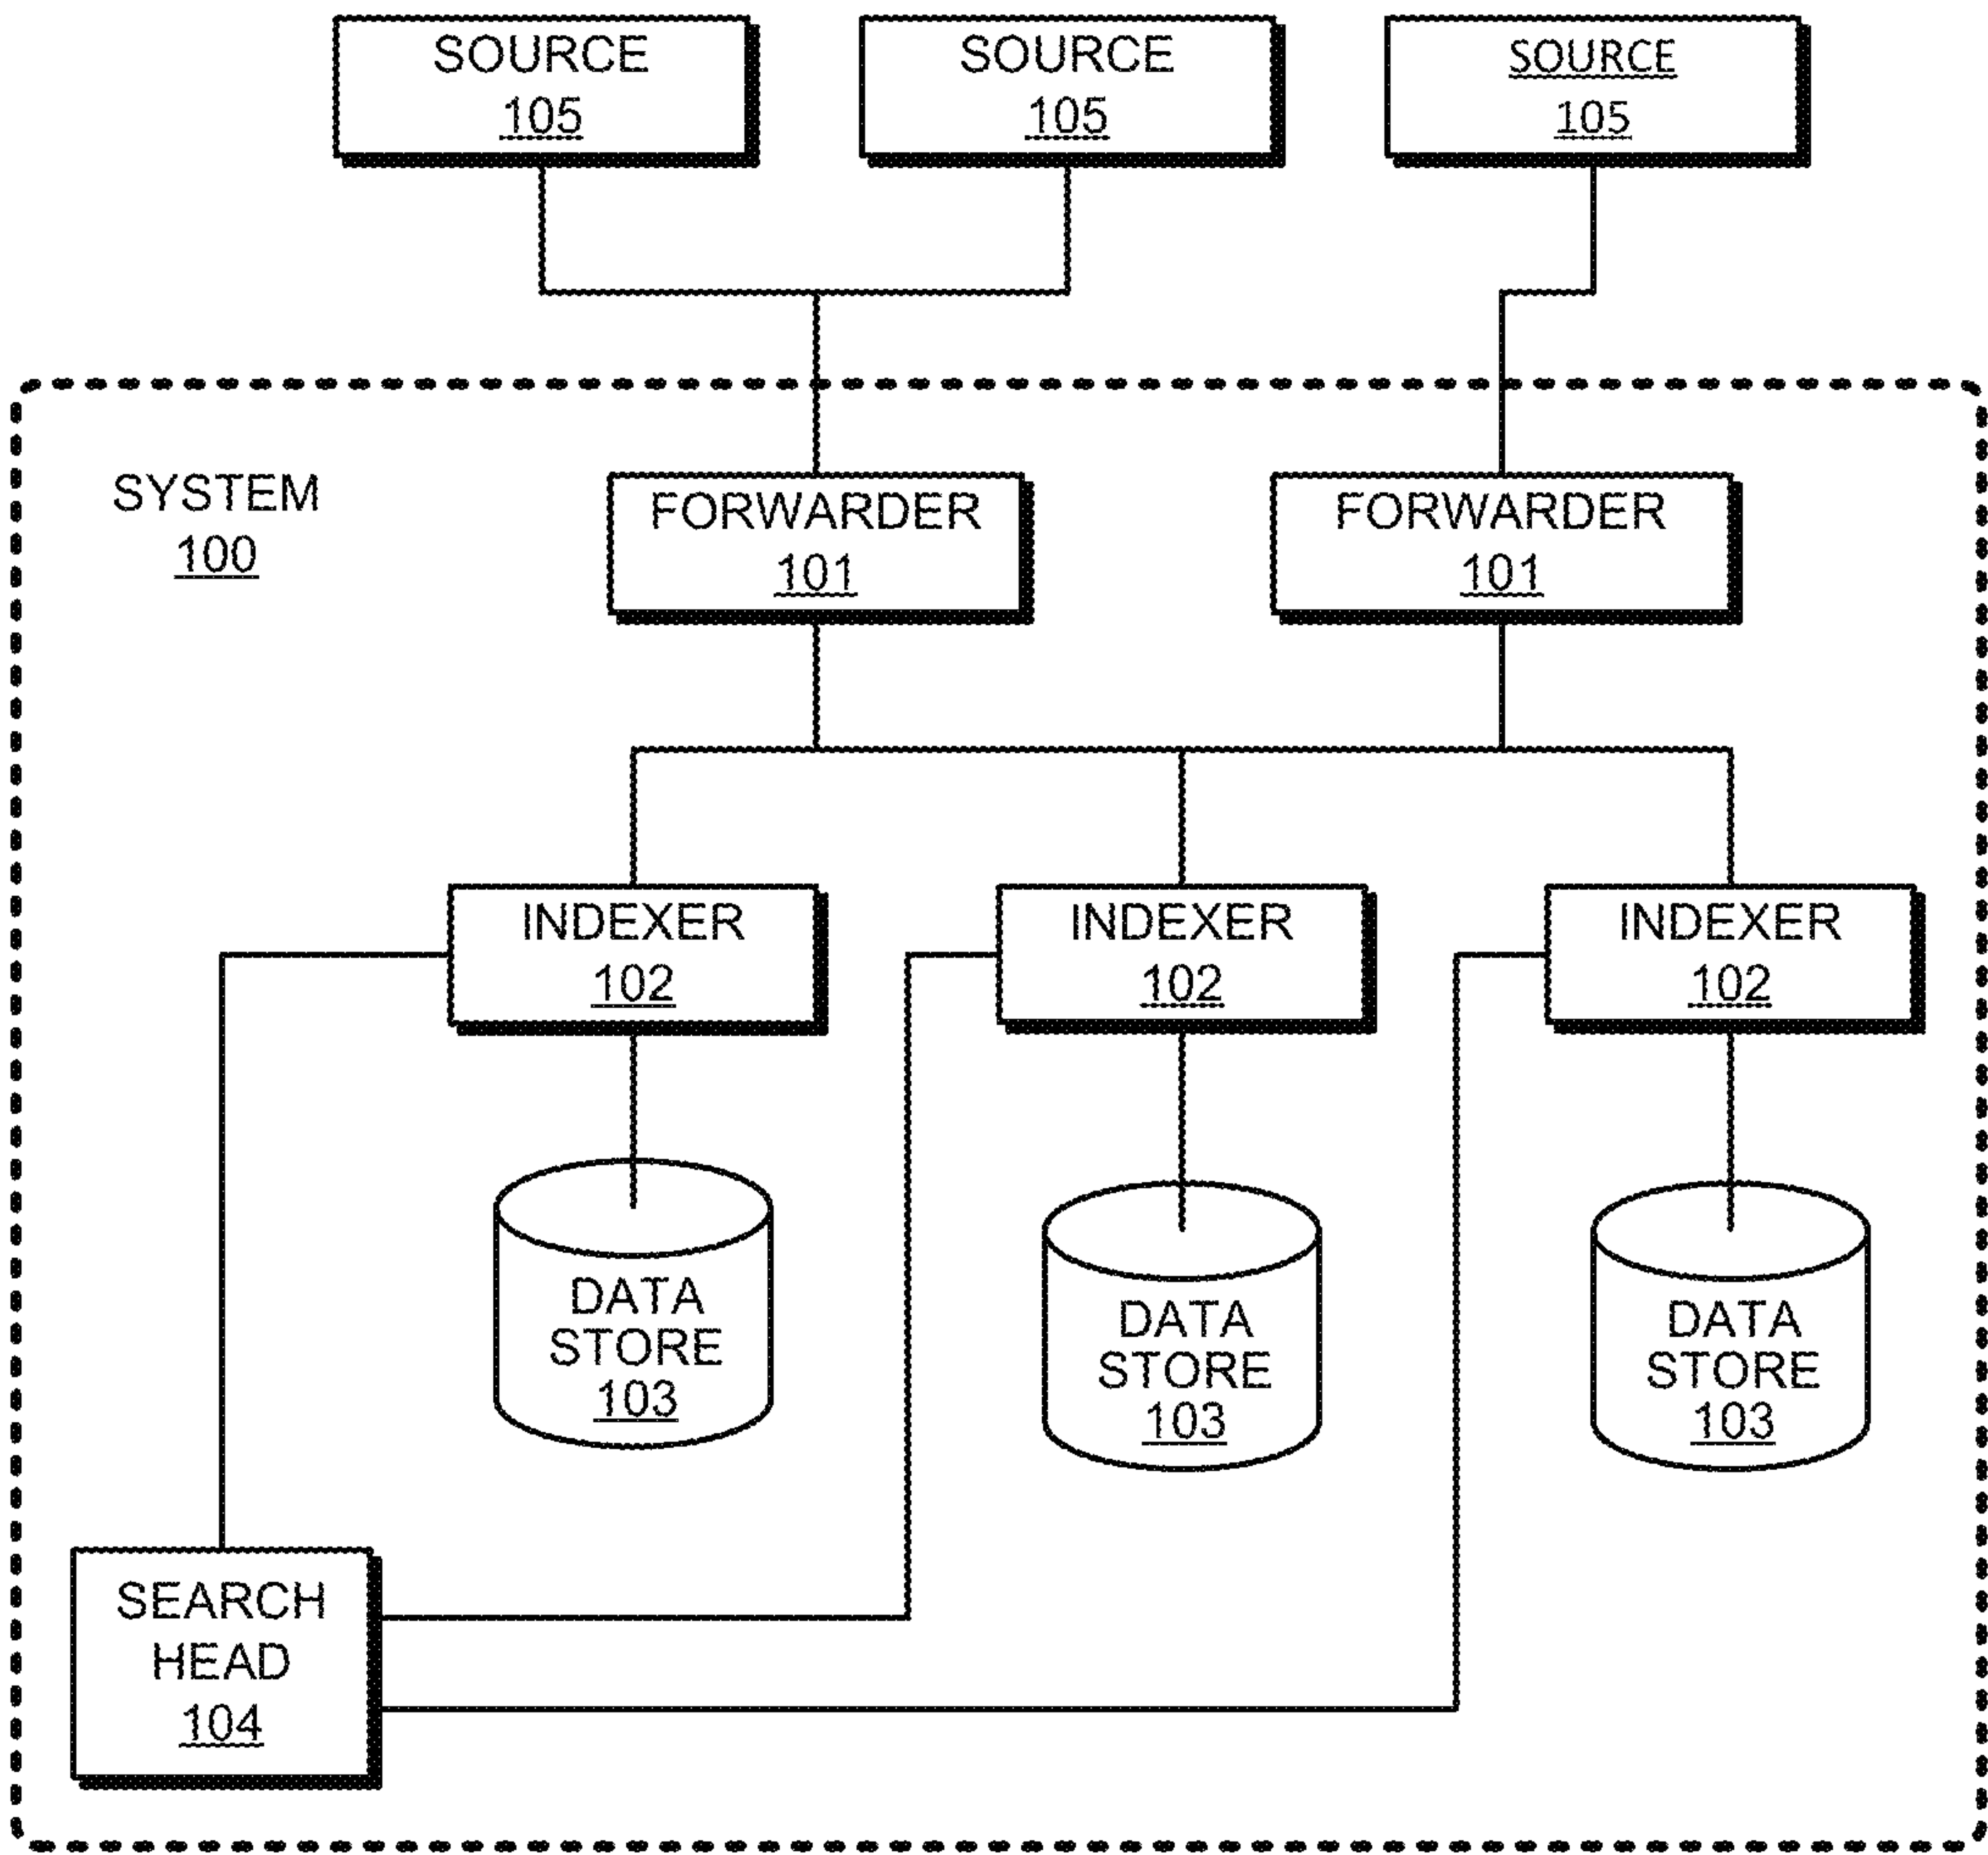 SOURCE
105
SOURCE
105
SOURCE
105
SYSTEM
100
FORWARDER
101
FORWARDER
101
INDEXER
102
INDEXER
102
INDEXER
102
DATA
STORE
103
DATA
STORE
103
DATA
STORE
103
SEARCH
HEAD
104